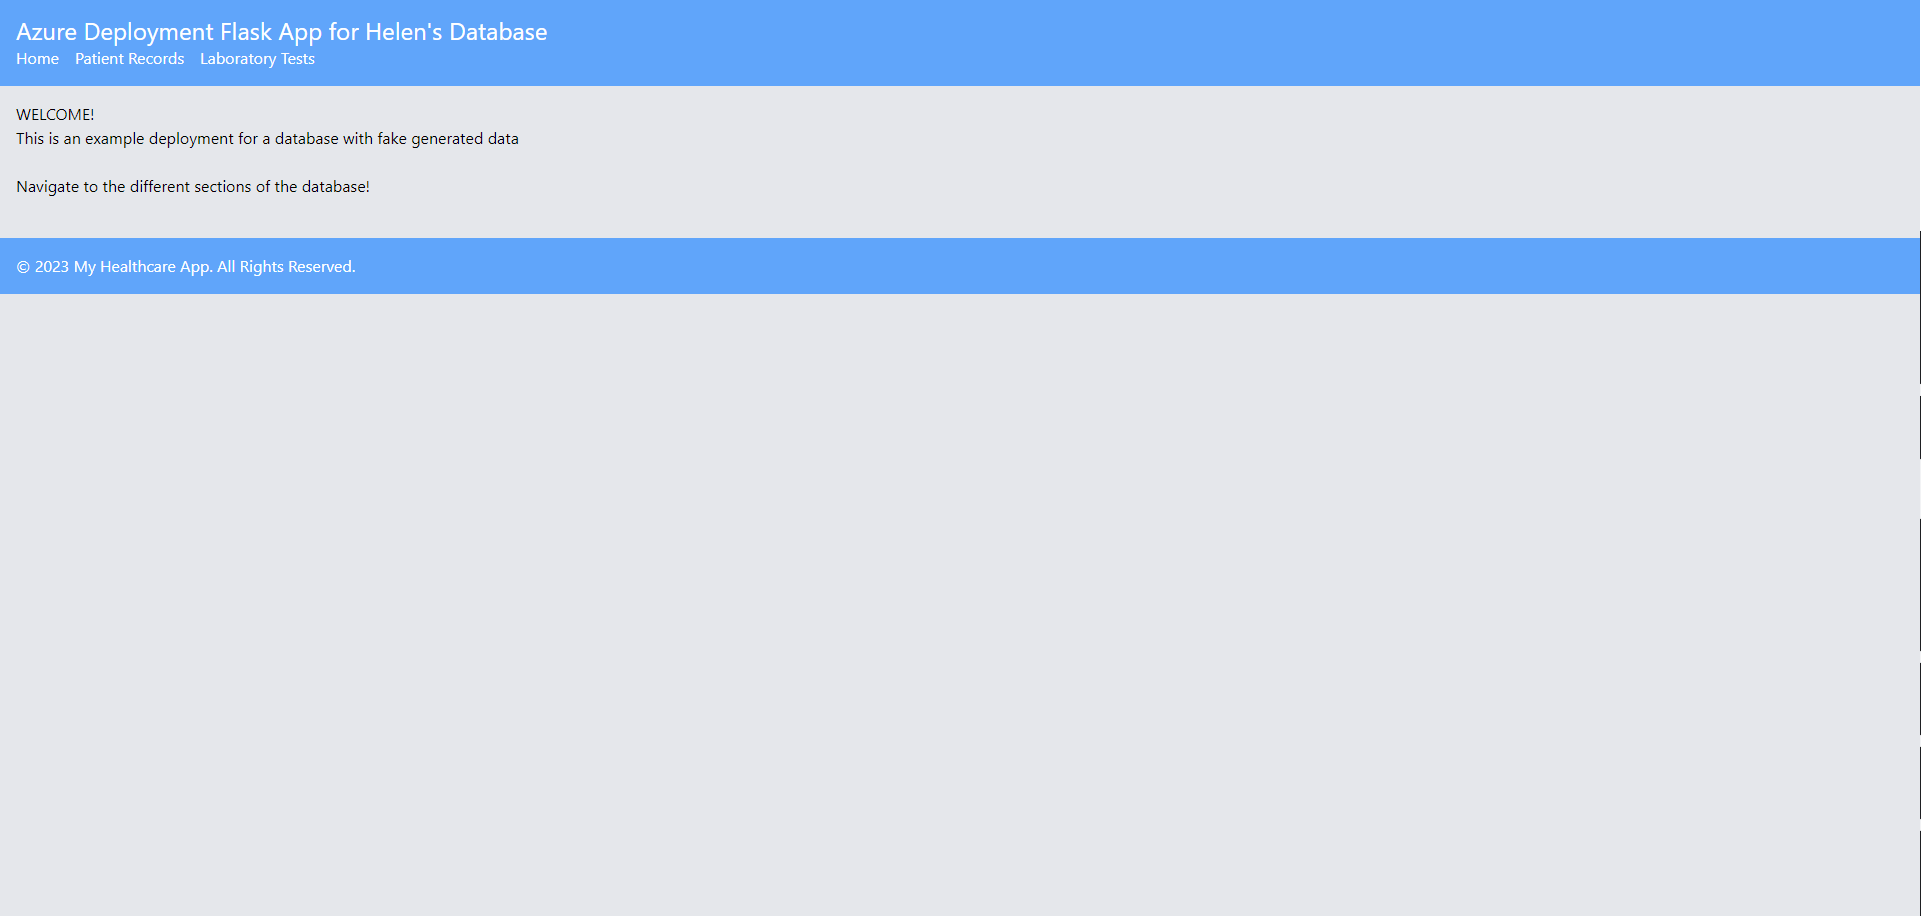 Azure Deployment Flask App for Helen's Database
Home Patient Records Laboratory Tests
WELCOME!
This is an example deployment for a database with fake generated data
Navigate to the different sections of the database!
© 2023 My Healthcare App. All Rights Reserved.